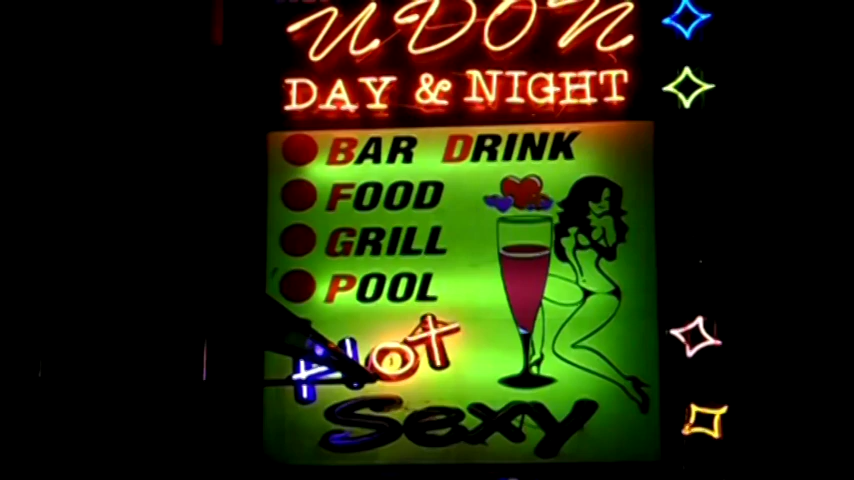 UDON
DAY & NIGHT
BAR DRINK
FOOD
GRILL
POOL
Hot
Sexy